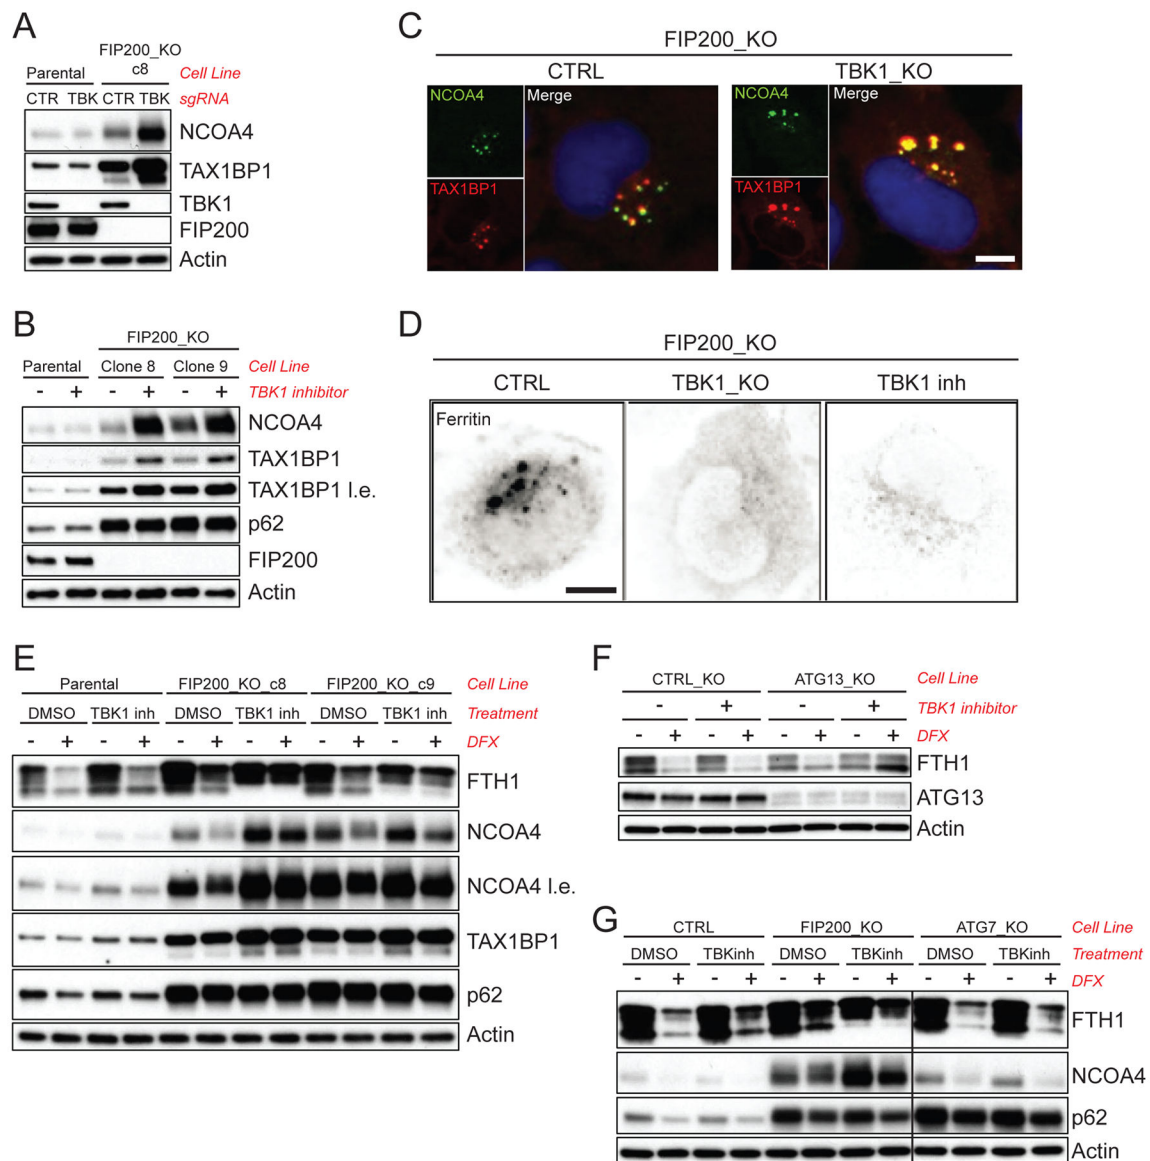 A
FIP200_KO
Parental c8 Cell Line
CTR TBK CTR TBK sgRNA
NCOA4
TAX1BP1
TBK1
FIP200
Actin
B
FIP200_KO
Parental Clone 8 Clone 9 Cell Line
- + - + - + TBK1 inhibitor
NCOA4
TAX1BP1
TAX1BP1 l.e.
p62
FIP200
Actin
C
FIP200_KO
CTRL TBK1_KO
NCOA4 Merge NCOA4 Merge
TAX1BP1 TAX1BP1
D
FIP200_KO
CTRL TBK1_KO TBK1 inh
Ferritin
E
Parental FIP200_KO_c8 FIP200_KO_c9 Cell Line
DMSO TBK1 inh DMSO TBK1 inh DMSO TBK1 inh Treatment
- + - + - + - + - + - + DFX
FTH1
NCOA4
NCOA4 l.e.
TAX1BP1
p62
Actin
F
CTRL_KO ATG13_KO Cell Line
- + - + TBK1 inhibitor
- + - + - + - + DFX
FTH1
ATG13
Actin
G
CTRL FIP200_KO ATG7_KO Cell Line
DMSO TBKinh DMSO TBKinh DMSO TBKinh Treatment
- + - + - + - + - + - + DFX
FTH1
NCOA4
p62
Actin